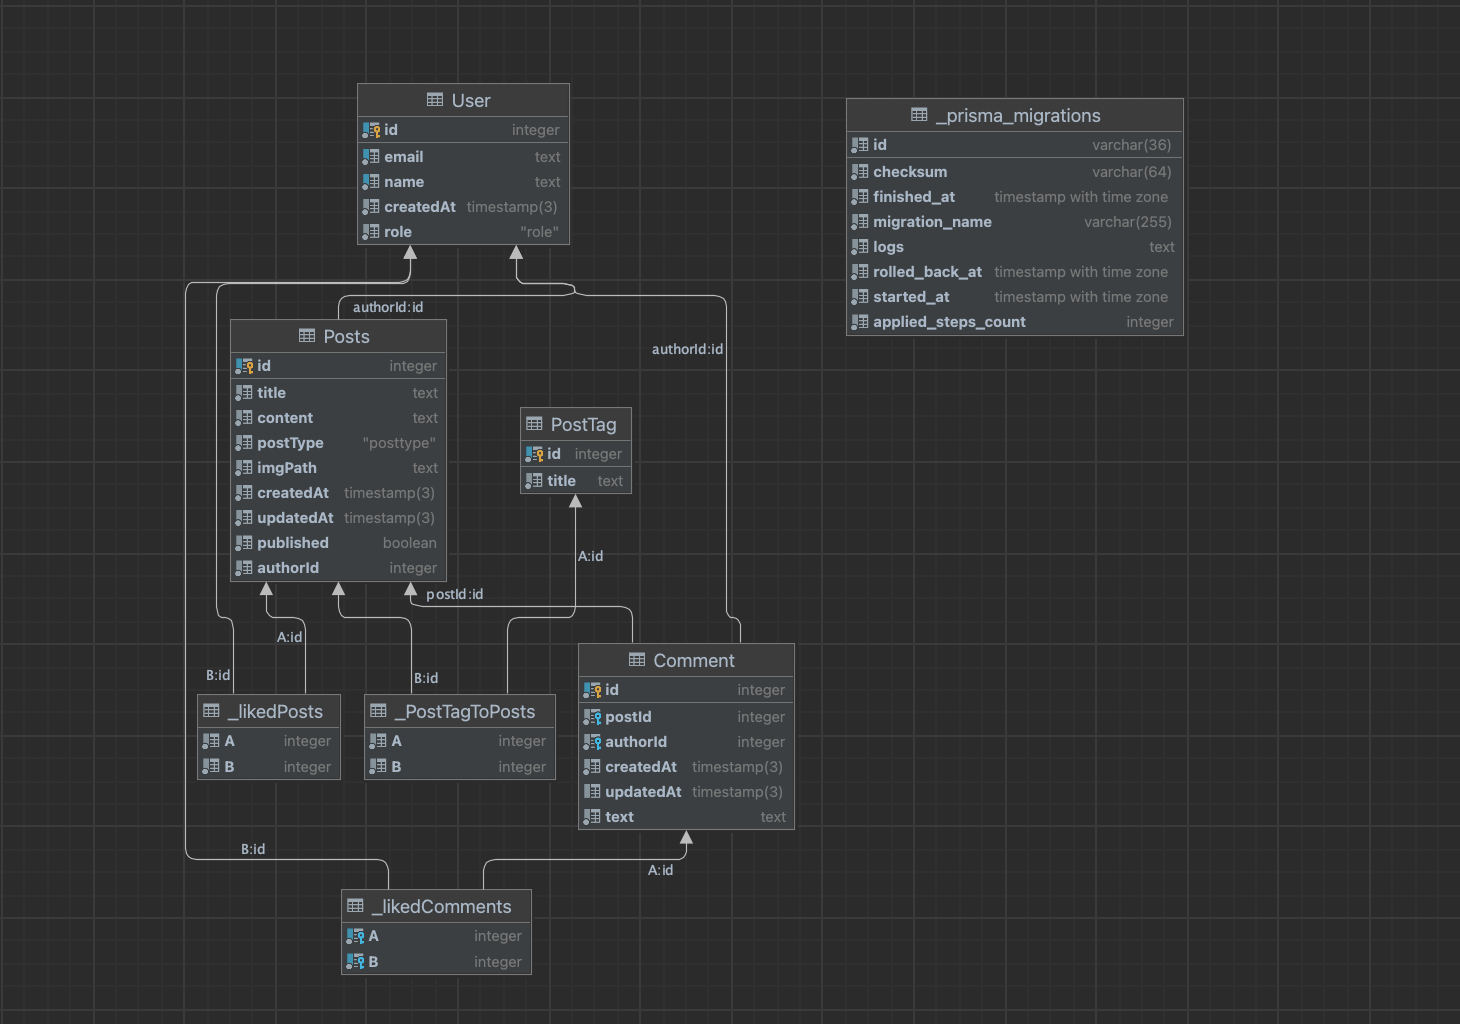 User
id integer
email text
name text
createdAt timestamp(3)
role "role"
_prisma_migrations
id varchar(36)
checksum varchar(64)
finished_at timestamp with time zone
migration_name varchar(255)
logs text
rolled_back_at timestamp with time zone
started_at timestamp with time zone
applied_steps_count integer
authorId:id
authorId:id
Posts
id integer
title text
content text
postType "posttype"
imgPath text
createdAt timestamp(3)
updatedAt timestamp(3)
published boolean
authorId integer
PostTag
id integer
title text
A:id
postId:id
A:id
B:id
B:id
_likedPosts
A integer
B integer
_PostTagToPosts
A integer
B integer
Comment
id integer
postId integer
authorId integer
createdAt timestamp(3)
updatedAt timestamp(3)
text text
B:id
A:id
_likedComments
A integer
B integer